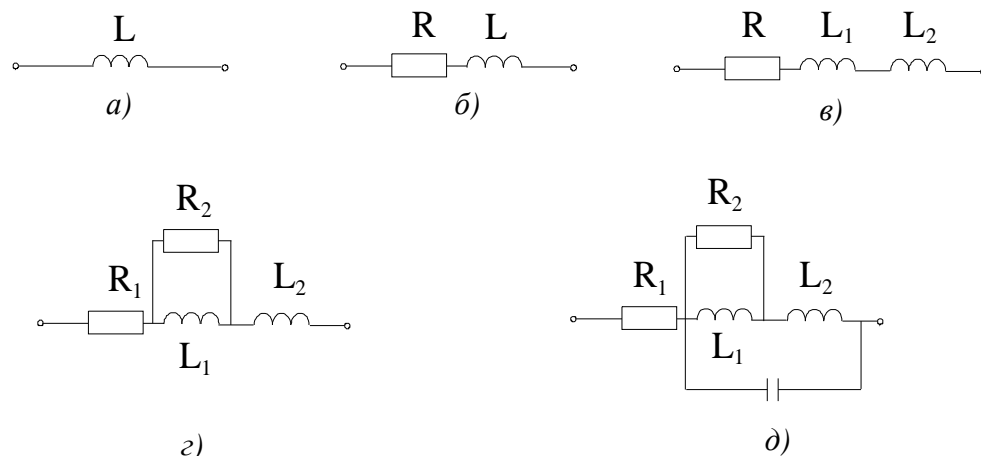 L
R L
R L₁ L₂
а) б) в)
R₂
R₁ L₂
L₁
R₂
R₁ L₂
L₁
г) д)